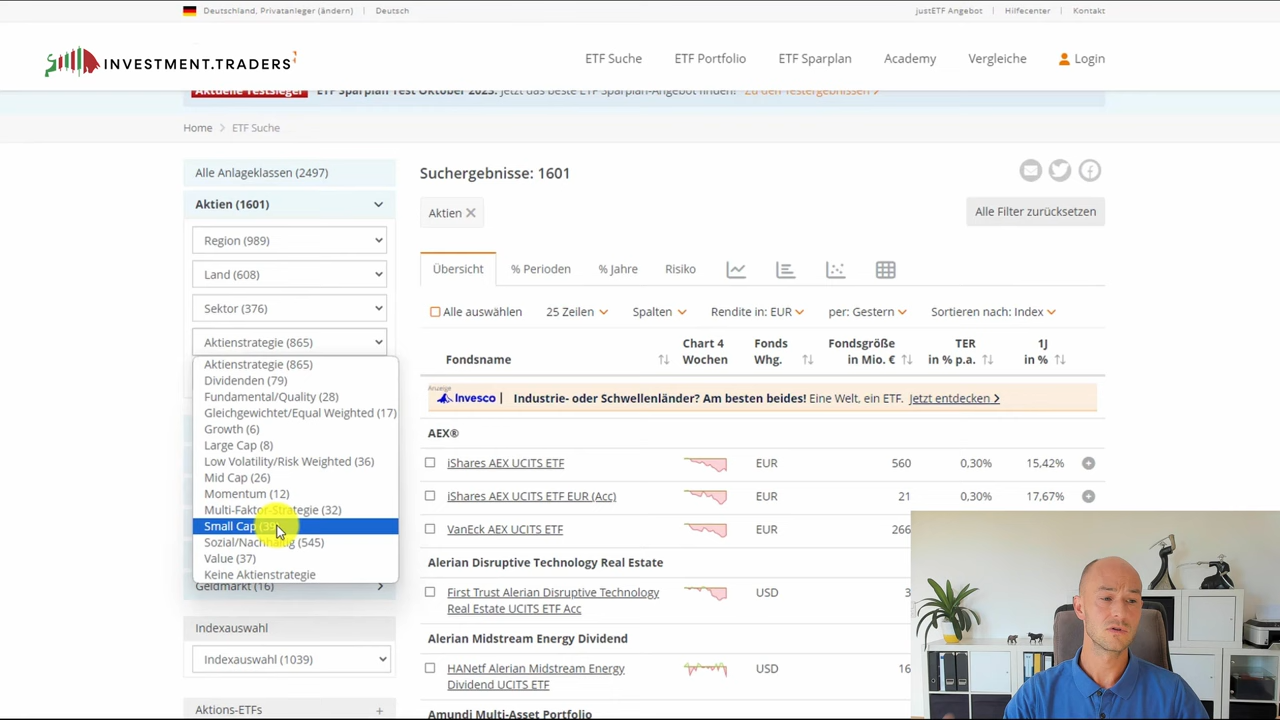 Deutschland, Privatanleger (ändern) Deutsch justETF Angebot Hilfecenter Kontakt
INVESTMENT.TRADERS ETF Suche ETF Portfolio ETF Sparplan Academy Vergleiche Login
Aktueller Testsieger ETF Sparplan Test Oktober 2023: Jetzt das beste ETF Sparplan-Angebot finden! Zu den Testergebnissen
Home ETF Suche
Alle Anlageklassen (2497)
Aktien (1601)
Region (989)
Land (608)
Sektor (376)
Aktienstrategie (865)
Aktienstrategie (865)
Dividenden (79)
Fundamental/Quality (28)
Gleichgewichtet/Equal Weighted (17)
Growth (6)
Large Cap (8)
Low Volatility/Risk Weighted (36)
Mid Cap (26)
Momentum (12)
Multi-Faktor-Strategie (32)
Small Cap
Sozial/Nachhaltig (545)
Value (37)
Keine Aktienstrategie
Geldmarkt (16)
Indexauswahl
Indexauswahl (1039)
Aktions-ETFs +
Suchergebnisse: 1601
Aktien
Alle Filter zurücksetzen
Übersicht % Perioden % Jahre Risiko
Alle auswählen 25 Zeilen Spalten Rendite in: EUR per: Gestern Sortieren nach: Index
Chart 4 Fonds Fondsgröße TER 1J
Fondsname Wochen Whg. in Mio. € in % p.a. in %
Anzeige
Invesco Industrie- oder Schwellenländer? Am besten beides! Eine Welt, ein ETF. Jetzt entdecken
AEX®
iShares AEX UCITS ETF EUR 560 0,30% 15,42%
iShares AEX UCITS ETF EUR (Acc) EUR 21 0,30% 17,67%
VanEck AEX UCITS ETF EUR 266
Alerian Disruptive Technology Real Estate
First Trust Alerian Disruptive Technology USD 3
Real Estate UCITS ETF Acc
Alerian Midstream Energy Dividend
HANetf Alerian Midstream Energy USD 16
Dividend UCITS ETF
Amundi Multi-Asset Portfolio